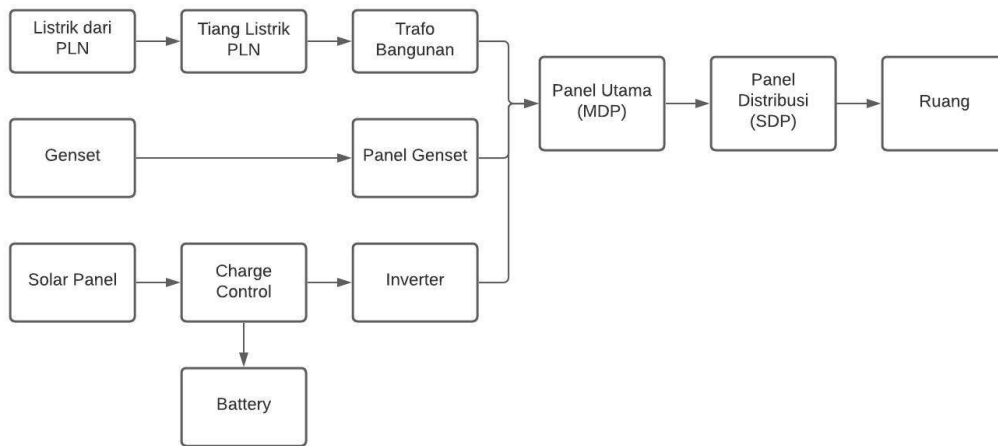 Listrik dari
PLN
Tiang Listrik
PLN
Trafo
Bangunan
Panel Utama
(MDP)
Panel
Distribusi
(SDP)
Ruang
Genset
Panel Genset
Solar Panel
Charge
Control
Inverter
Battery